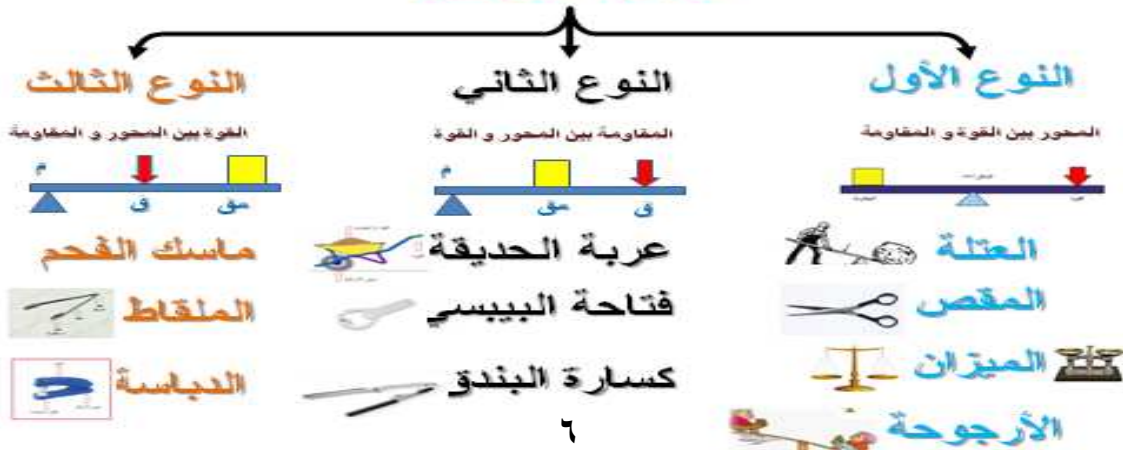 النوع الأول
المحور بين القوة و المقاومة
العتلة
المقص
الميزان
الأرجوحة
النوع الثاني
المقاومة بين المحور و القوة
م
مق
ق
عربة الحديقة
فتاحة البيبسي
كسارة البندق
النوع الثالث
القوة بين المحور و المقاومة
م
ق
مق
ماسك الفحم
الملقاط
الدباسة
٦